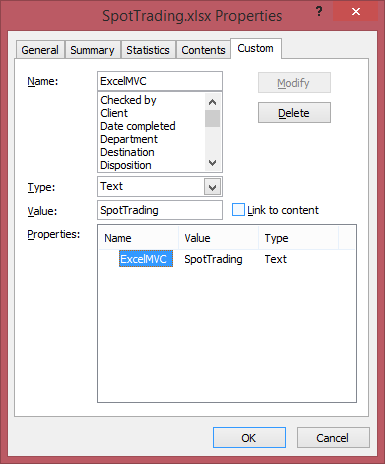 SpotTrading.xlsx Properties
?
General Summary Statistics Contents Custom
Name: ExcelMVC Modify
Checked by
Client
Date completed
Department
Destination
Disposition
Delete
Type: Text
Value: SpotTrading Link to content
Properties:
Name Value Type
ExcelMVC SpotTrading Text
OK Cancel